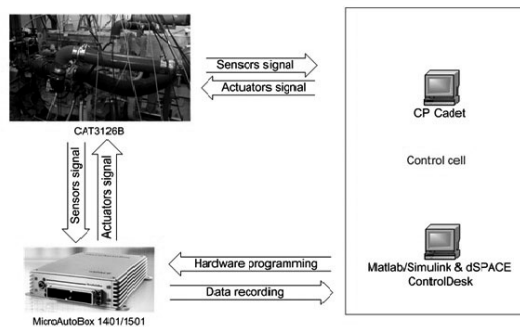 Sensors signal
Actuators signal
CAT3126B
CP Cadet
Control cell
Sensors signal
Actuators signal
Hardware programming
Data recording
Matlab/Simulink & dSPACE
ControlDesk
MicroAutoBox 1401/1501